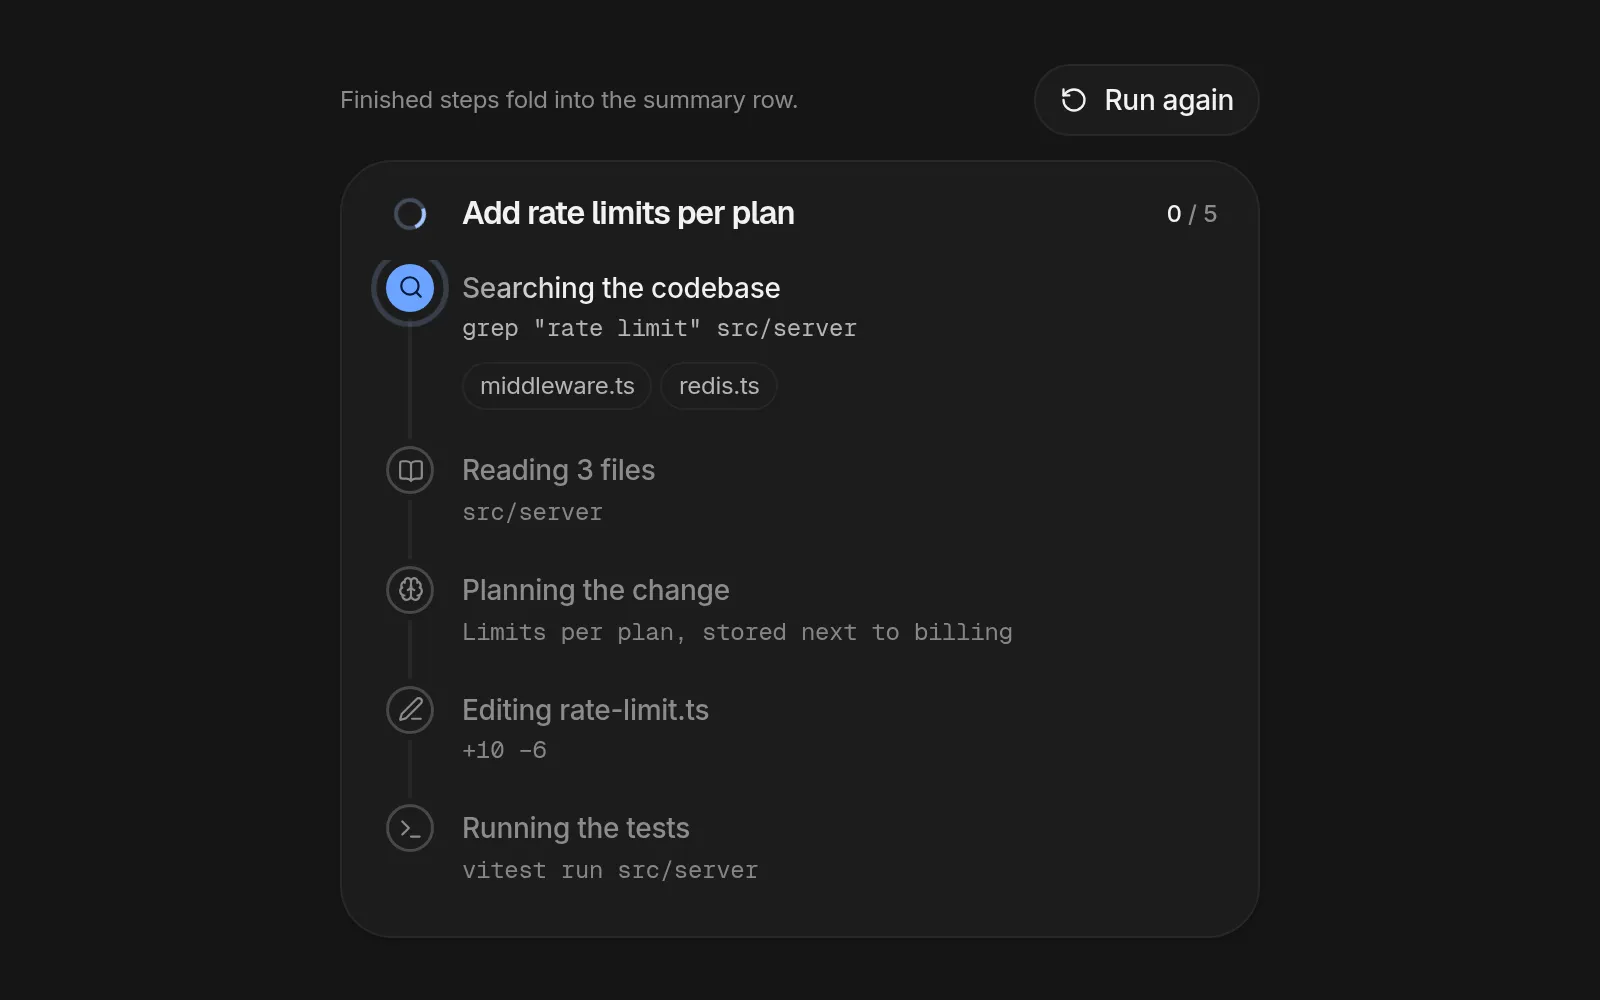 Finished steps fold into the summary row.
Run again
Add rate limits per plan
0 / 5
Searching the codebase
grep "rate limit" src/server
middleware.ts
redis.ts
Reading 3 files
src/server
Planning the change
Limits per plan, stored next to billing
Editing rate-limit.ts
+10 −6
Running the tests
vitest run src/server